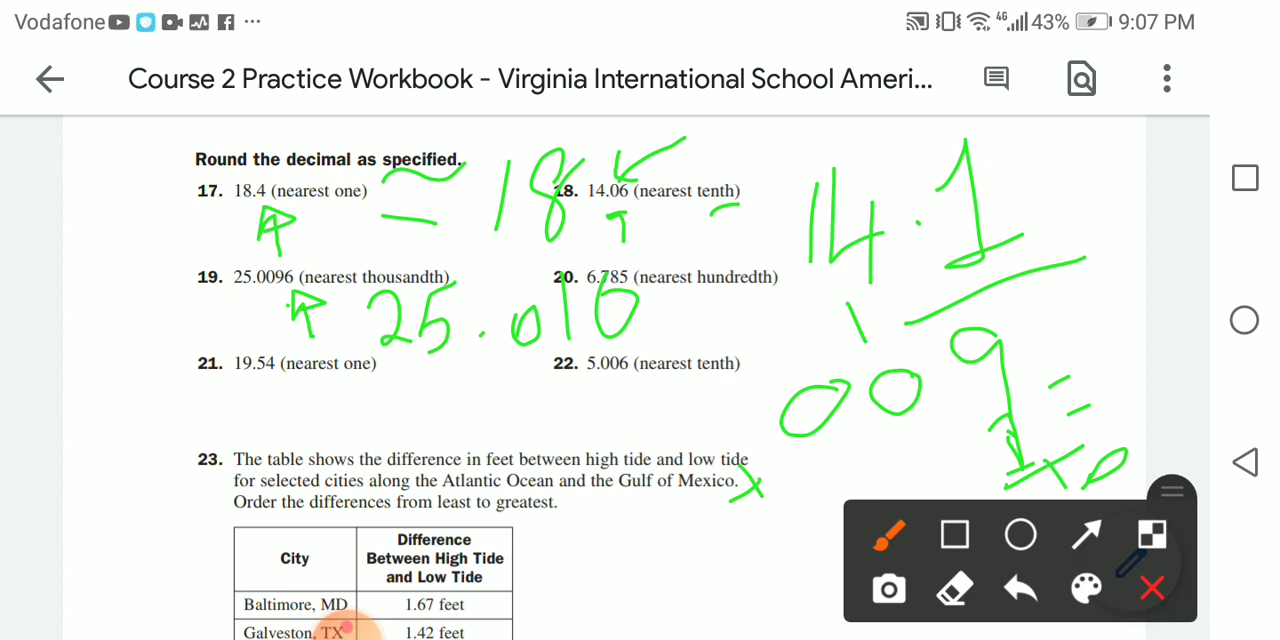 Vodafone 4G 43% 9:07 PM
Course 2 Practice Workbook - Virginia International School Ameri...
Round the decimal as specified.
17. 18.4 (nearest one) – 18
18. 14.06 (nearest tenth) 14.1
19. 25.0096 (nearest thousandth)
20. 6.785 (nearest hundredth)
25.010
21. 19.54 (nearest one)
22. 5.006 (nearest tenth)
009 =
10
23. The table shows the difference in feet between high tide and low tide
for selected cities along the Atlantic Ocean and the Gulf of Mexico.
Order the differences from least to greatest.
City
Difference
Between High Tide
and Low Tide
Baltimore, MD 1.67 feet
Galveston, TX 1.42 feet